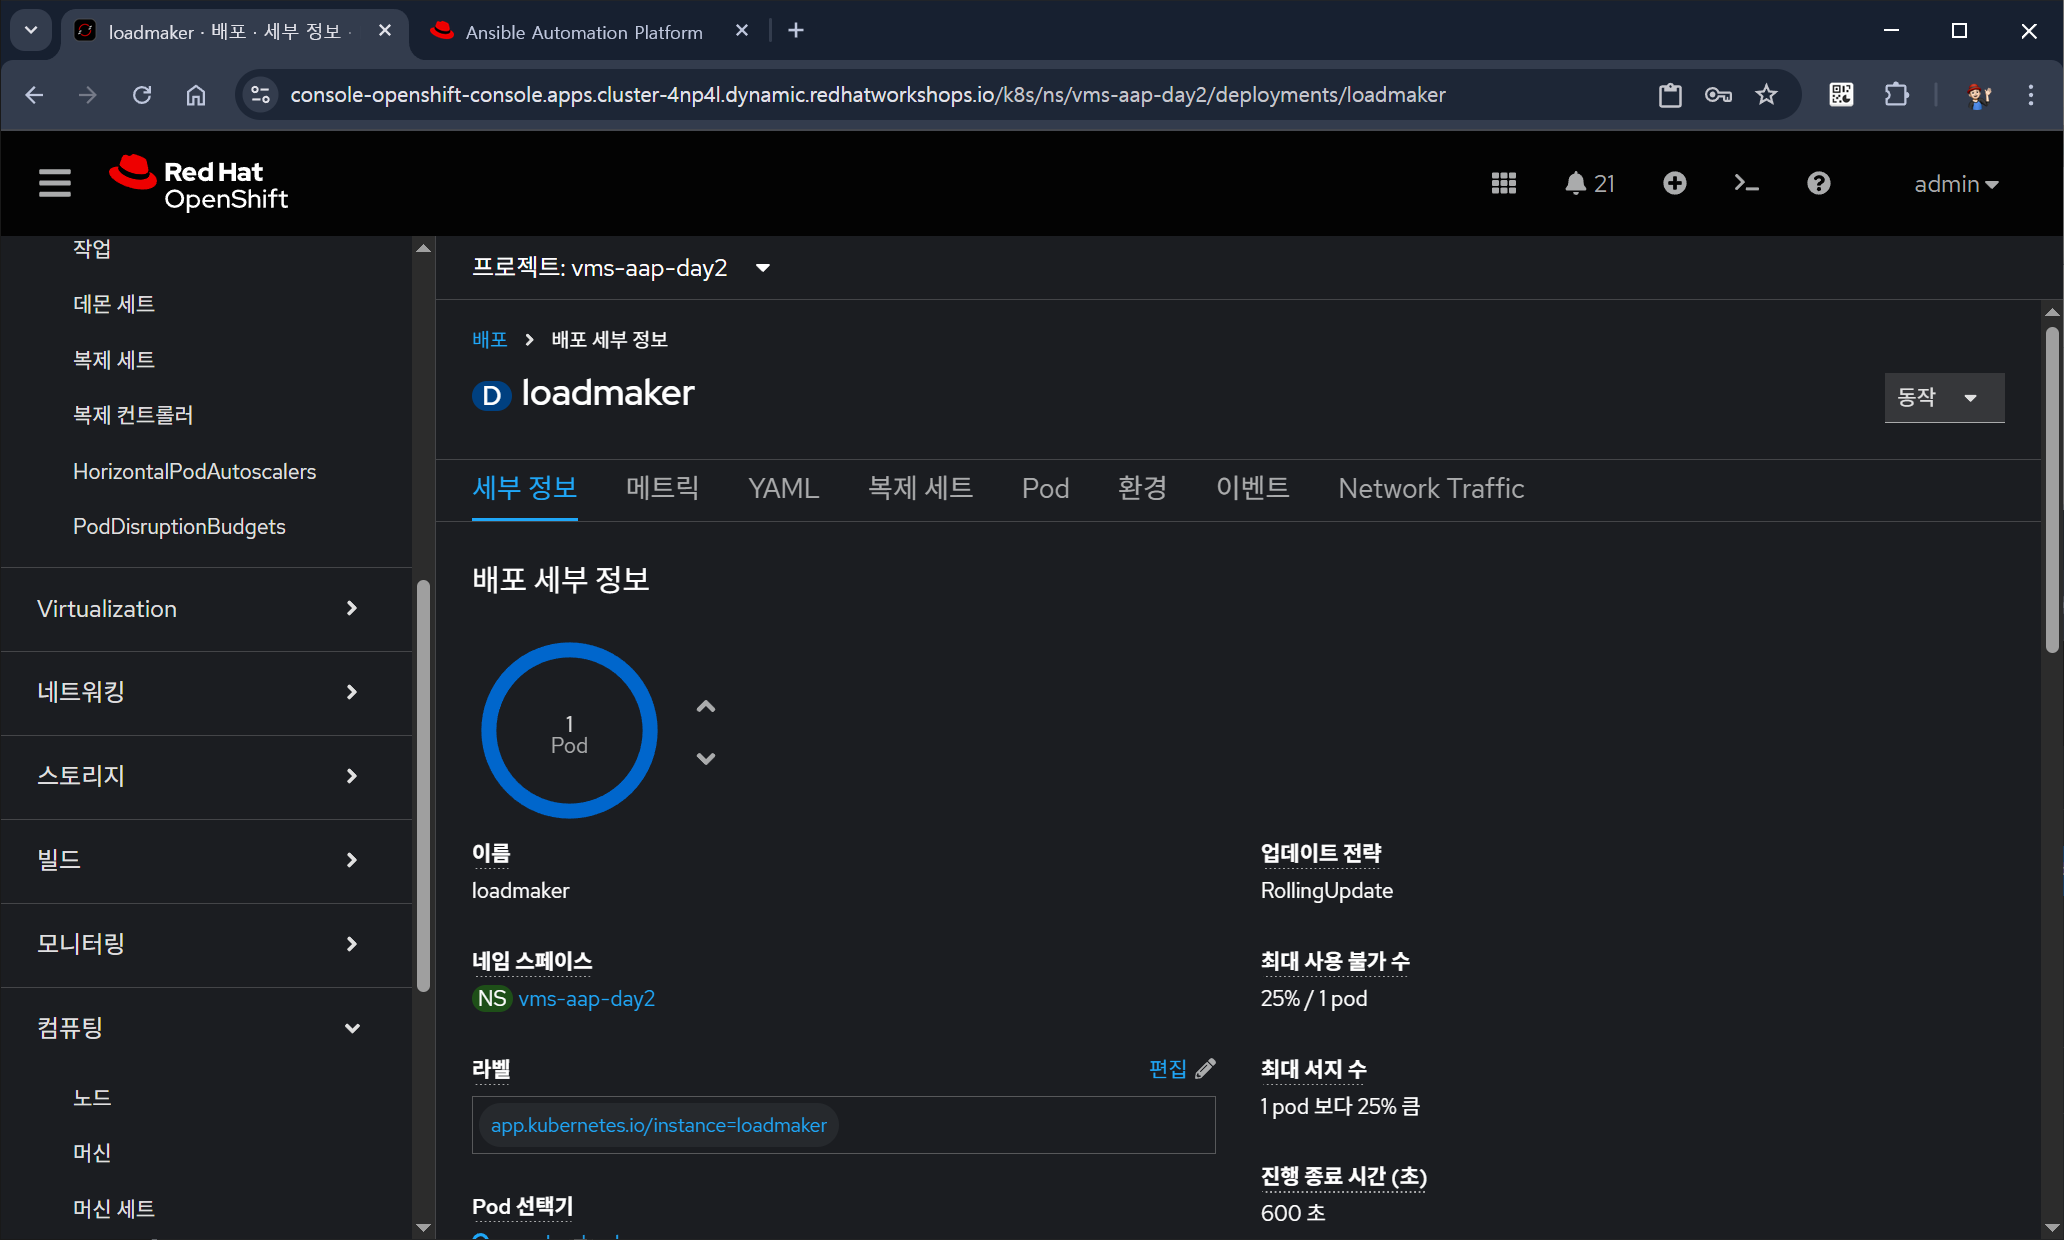 loadmaker · 배포 · 세부 정보 ·
Ansible Automation Platform
console-openshift-console.apps.cluster-4np4l.dynamic.redhatworkshops.io/k8s/ns/vms-aap-day2/deployments/loadmaker
Red Hat
OpenShift
21
admin
작업
데몬 세트
복제 세트
복제 컨트롤러
HorizontalPodAutoscalers
PodDisruptionBudgets
Virtualization
네트워킹
스토리지
빌드
모니터링
컴퓨팅
노드
머신
머신 세트
프로젝트: vms-aap-day2
배포 > 배포 세부 정보
D loadmaker
동작
세부 정보 메트릭 YAML 복제 세트 Pod 환경 이벤트 Network Traffic
배포 세부 정보
1
Pod
이름
loadmaker
네임 스페이스
NS vms-aap-day2
라벨
편집
app.kubernetes.io/instance=loadmaker
Pod 선택기
업데이트 전략
RollingUpdate
최대 사용 불가 수
25% / 1 pod
최대 서지 수
1 pod 보다 25% 큼
진행 종료 시간 (초)
600 초